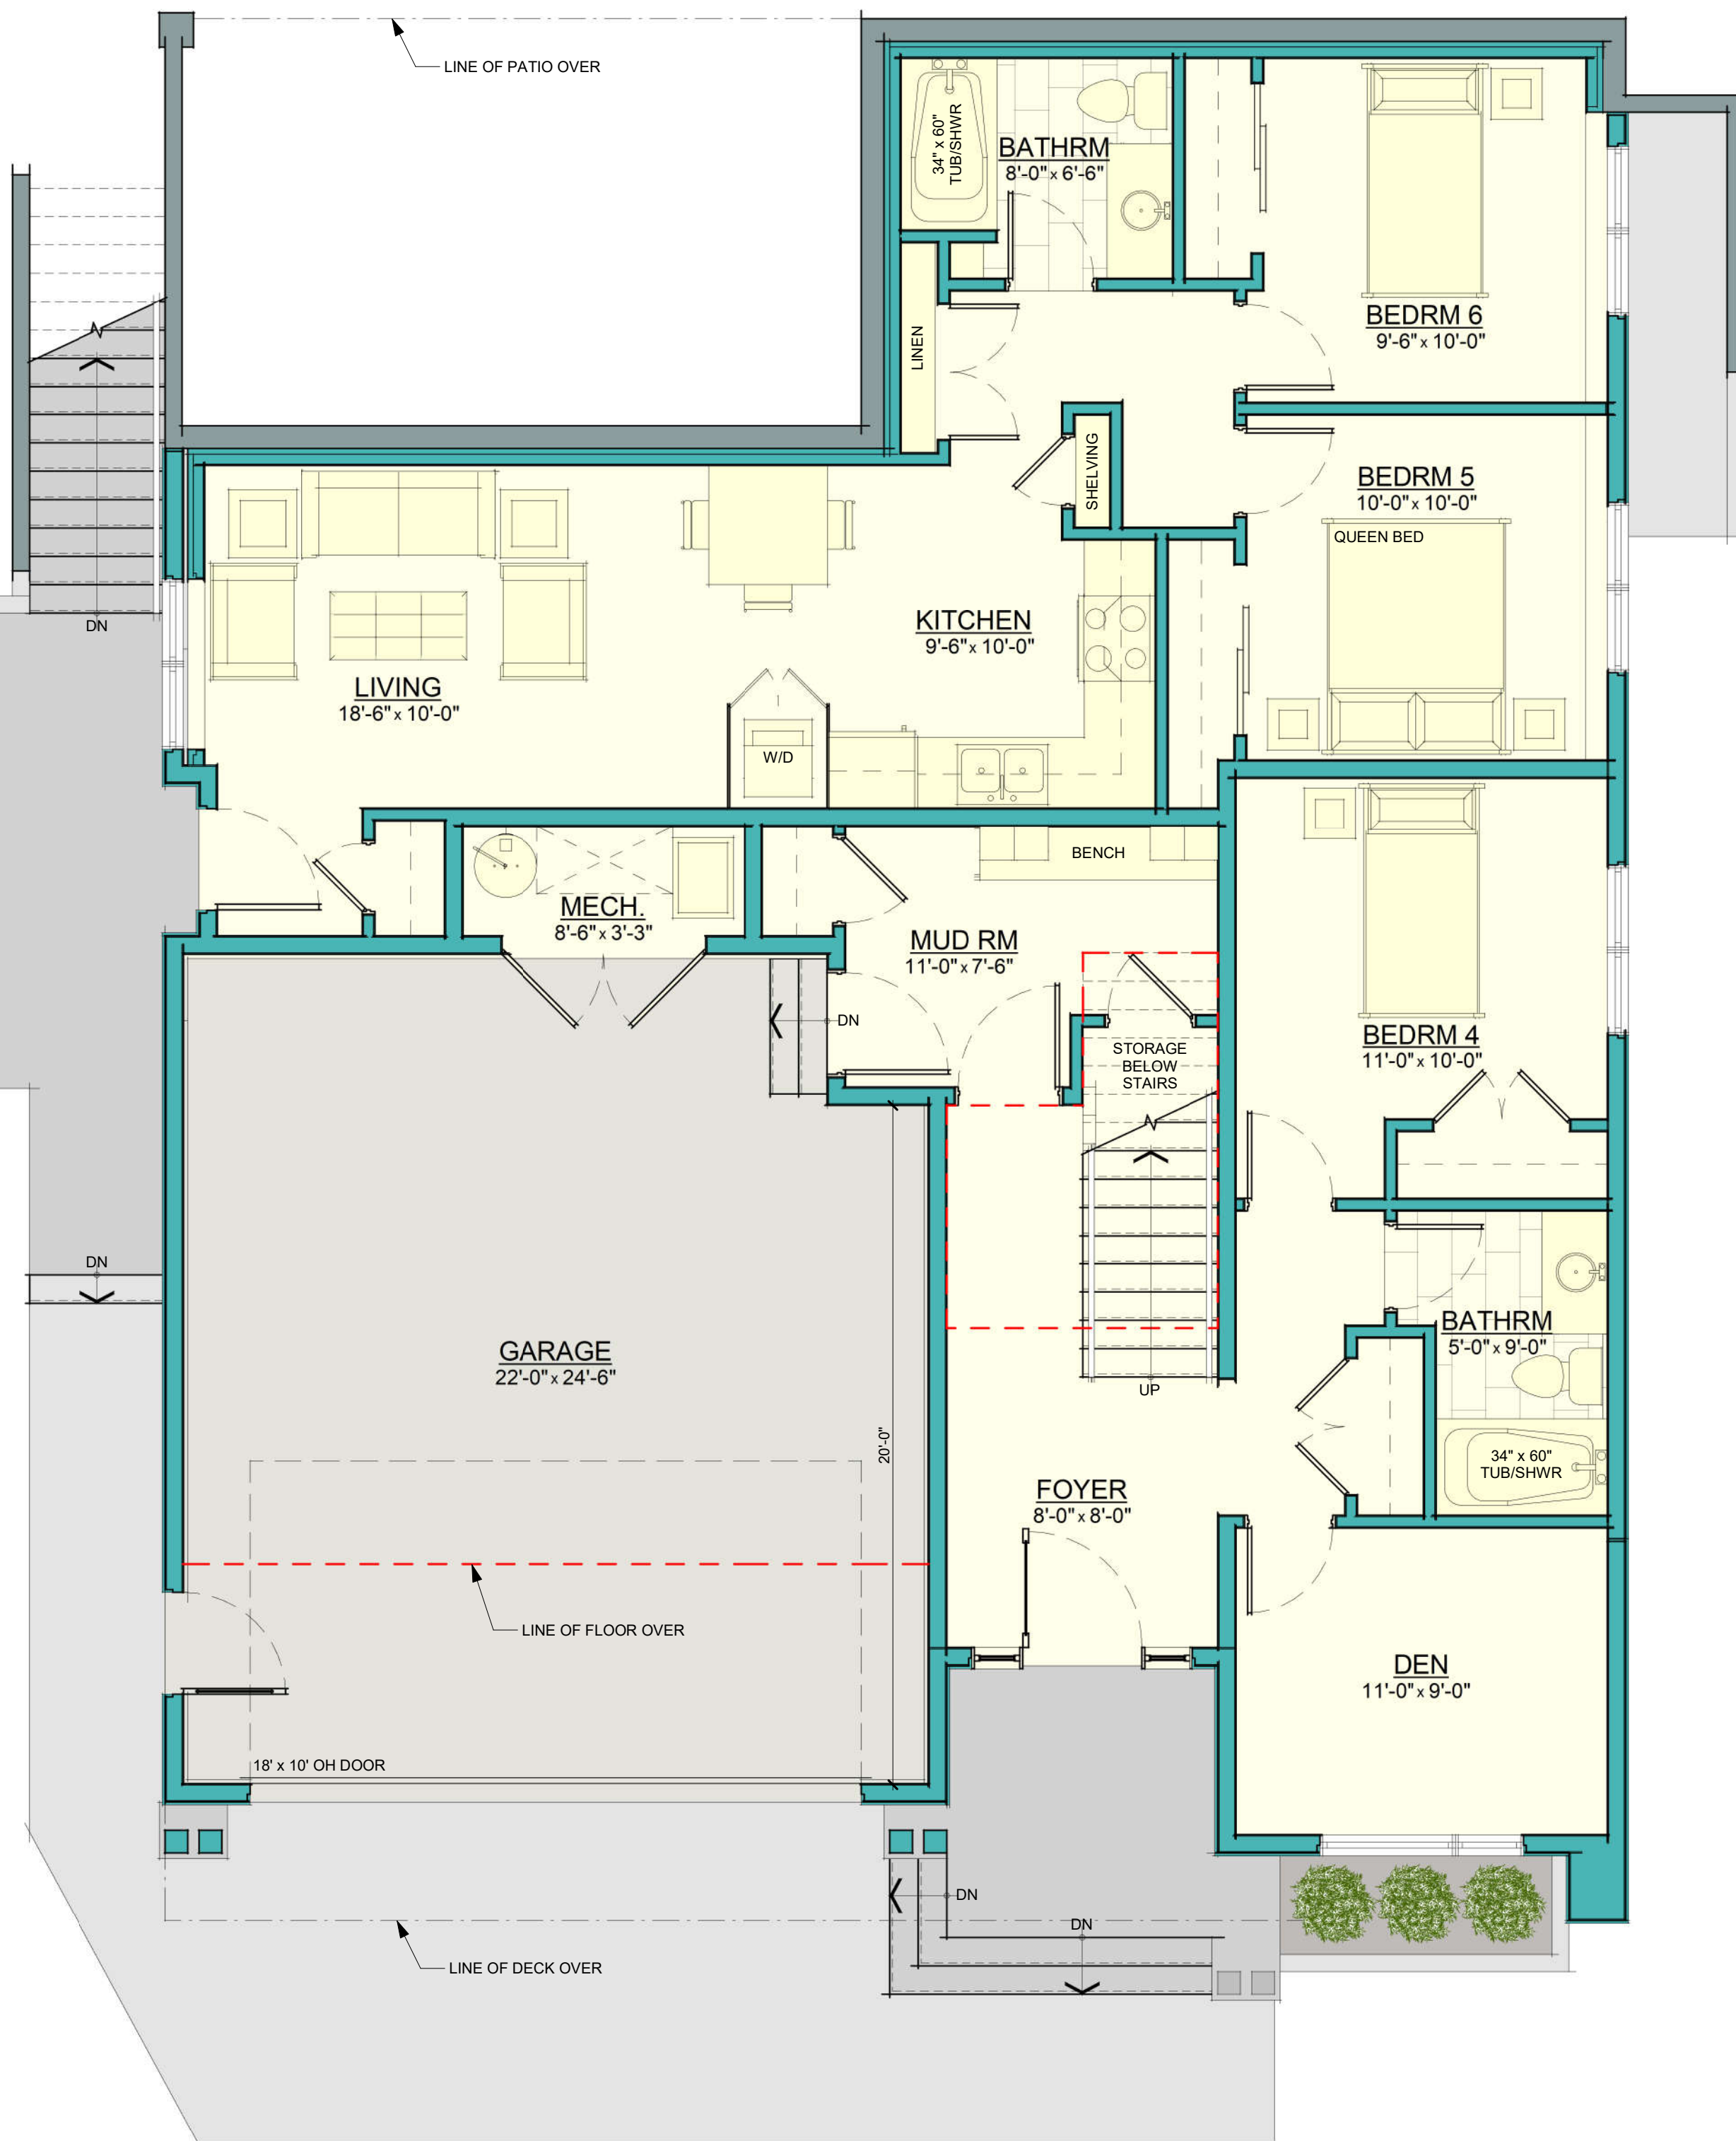 LINE OF PATIO OVER
34" x 60"
TUB/SHWR
BATHRM
8'-0" x 6'-6"
BEDRM 6
9'-6" x 10'-0"
LINEN
SHELVING
BEDRM 5
10'-0" x 10'-0"
QUEEN BED
DN
KITCHEN
9'-6" x 10'-0"
LIVING
18'-6" x 10'-0"
W/D
BENCH
MECH.
8'-6" x 3'-3"
MUD RM
11'-0" x 7'-6"
DN
STORAGE
BELOW
STAIRS
BEDRM 4
11'-0" x 10'-0"
DN
GARAGE
22'-0" x 24'-6"
20'-0"
UP
BATHRM
5'-0" x 9'-0"
34" x 60"
TUB/SHWR
FOYER
8'-0" x 8'-0"
LINE OF FLOOR OVER
DEN
11'-0" x 9'-0"
18' x 10' OH DOOR
DN
DN
LINE OF DECK OVER